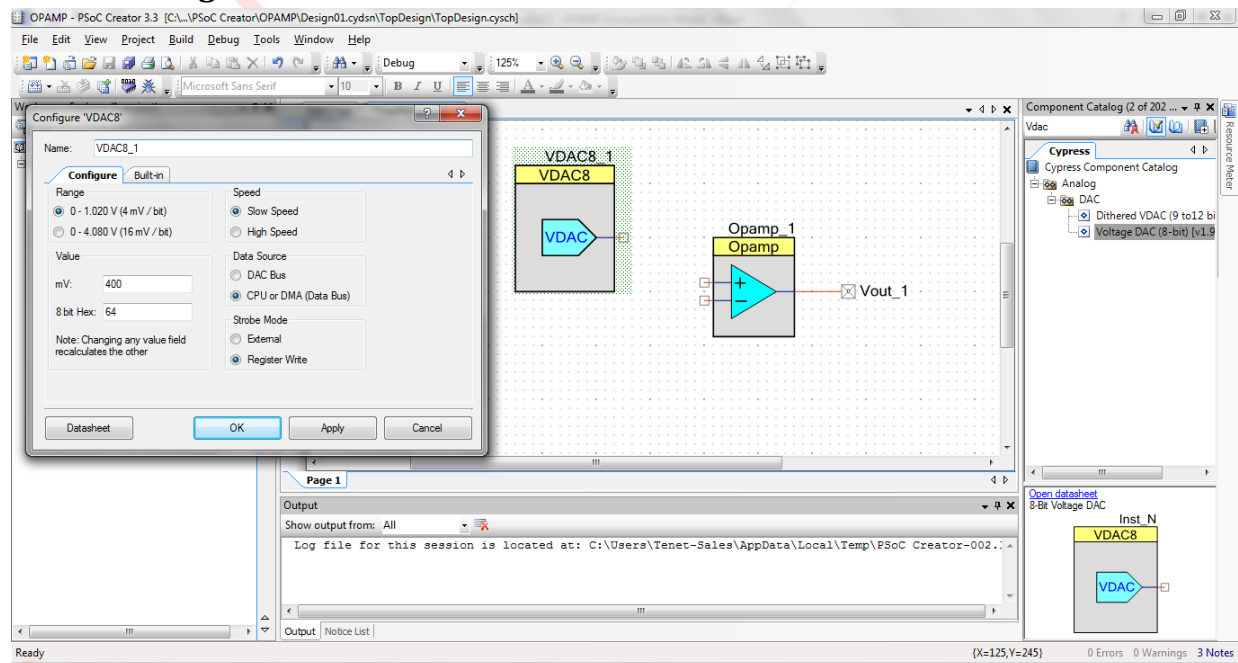 OPAMP - PSoC Creator 3.3 [C:\...\PSoC Creator\OPAMP\Design01.cydsn\TopDesign\TopDesign.cysch]
File Edit View Project Build Debug Tools Window Help
Debug 125%
Microsoft Sans Serif 10 B I U
Configure 'VDAC8'
Name: VDAC8_1
Configure Built-in
Range
0 - 1.020 V (4 mV / bit)
0 - 4.080 V (16 mV / bit)
Value
mV: 400
8 bit Hex: 64
Note: Changing any value field
recalculates the other
Speed
Slow Speed
High Speed
Data Source
DAC Bus
CPU or DMA (Data Bus)
Strobe Mode
External
Register Write
Datasheet OK Apply Cancel
VDAC8_1
VDAC8
VDAC
Opamp_1
Opamp
Vout_1
Page 1
Output
Show output from: All
Log file for this session is located at: C:\Users\Tenet-Sales\AppData\Local\Temp\PSoC Creator-002.
Output Notice List
Component Catalog (2 of 202 ...
Vdac
Cypress
Cypress Component Catalog
Analog
DAC
Dithered VDAC (9 to12 bi
Voltage DAC (8-bit) [v1.9
Resource Meter
Open datasheet
8-Bit Voltage DAC
Inst_N
VDAC8
VDAC
Ready {X=125,Y=245} 0 Errors 0 Warnings 3 Notes